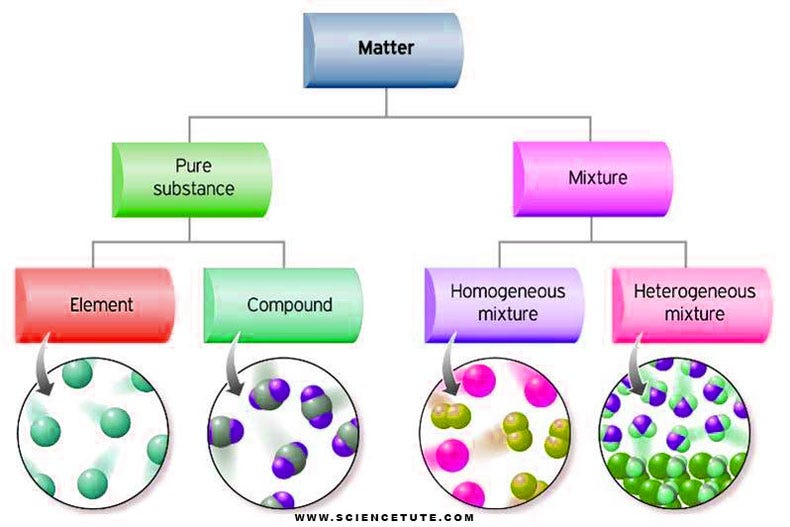 Matter
Pure
substance
Mixture
Element
Compound
Homogeneous
mixture
Heterogeneous
mixture
WWW.SCIENCETUTE.COM